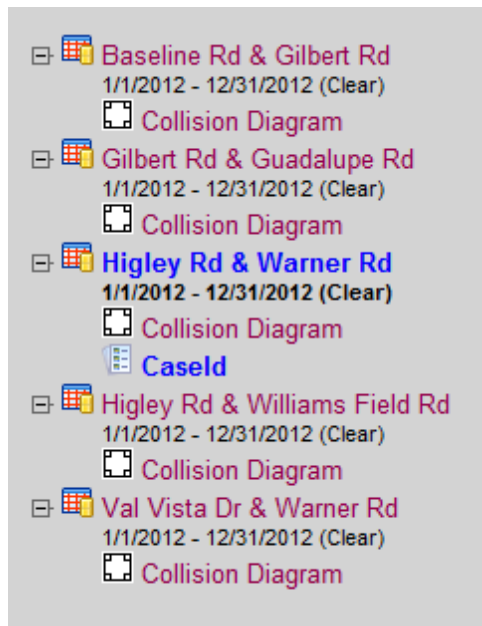 Baseline Rd & Gilbert Rd
1/1/2012 - 12/31/2012 (Clear)
Collision Diagram
Gilbert Rd & Guadalupe Rd
1/1/2012 - 12/31/2012 (Clear)
Collision Diagram
Higley Rd & Warner Rd
1/1/2012 - 12/31/2012 (Clear)
Collision Diagram
CaseId
Higley Rd & Williams Field Rd
1/1/2012 - 12/31/2012 (Clear)
Collision Diagram
Val Vista Dr & Warner Rd
1/1/2012 - 12/31/2012 (Clear)
Collision Diagram